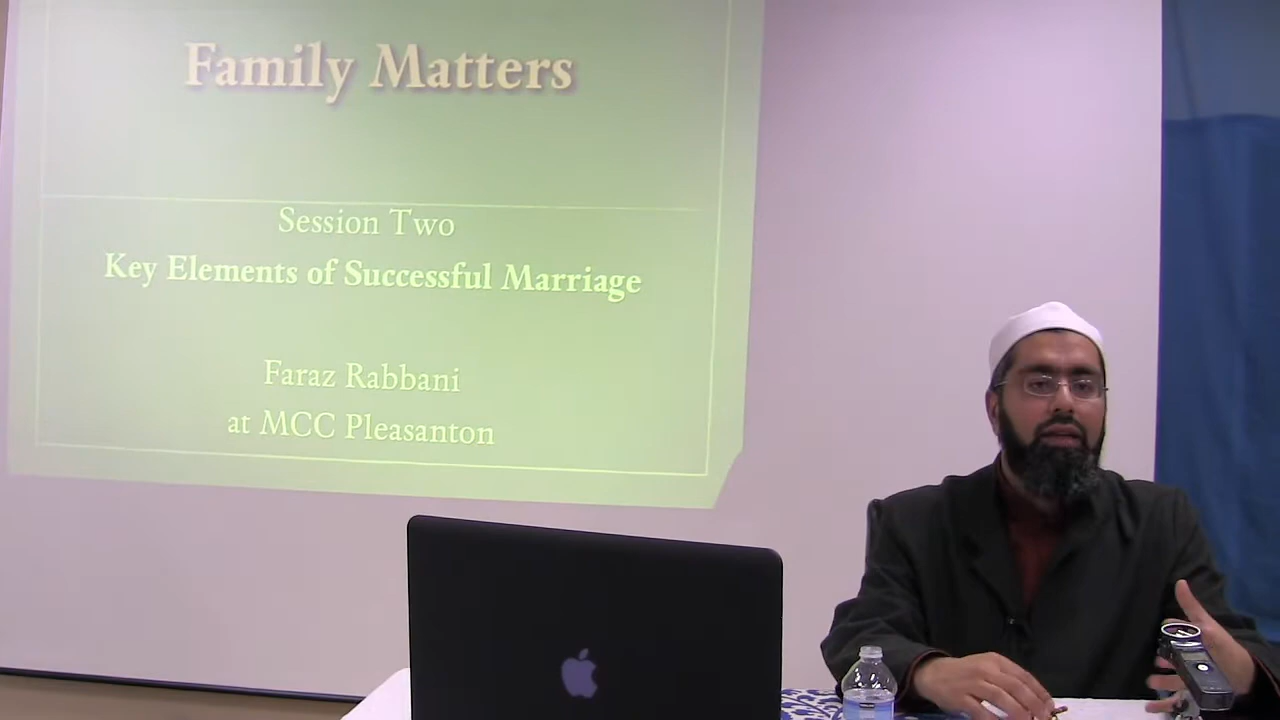 Family Matters
Session Two
Key Elements of Successful Marriage
Faraz Rabbani
at MCC Pleasanton